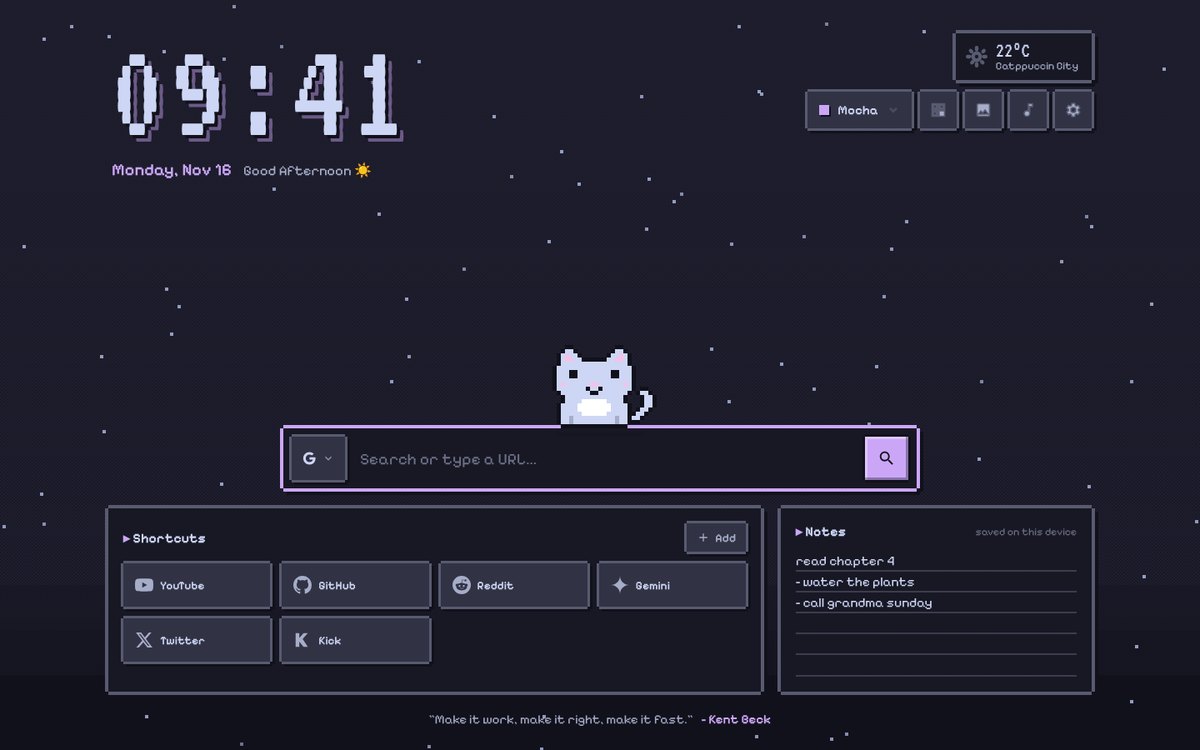 09:41
Monday, Nov 16 Good Afternoon ☀️
22°C
Catppuccin City
Mocha
G
Search or type a URL...
▶Shortcuts
+ Add
YouTube
GitHub
Reddit
Gemini
Twitter
Kick
▶Notes
saved on this device
read chapter 4
- water the plants
- call grandma sunday
"Make it work, make it right, make it fast." - Kent Beck